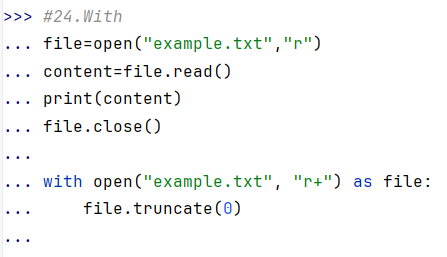 >>> #24.With
... file=open("example.txt","r")
... content=file.read()
... print(content)
... file.close()
...
... with open("example.txt", "r+") as file:
...     file.truncate(0)
...